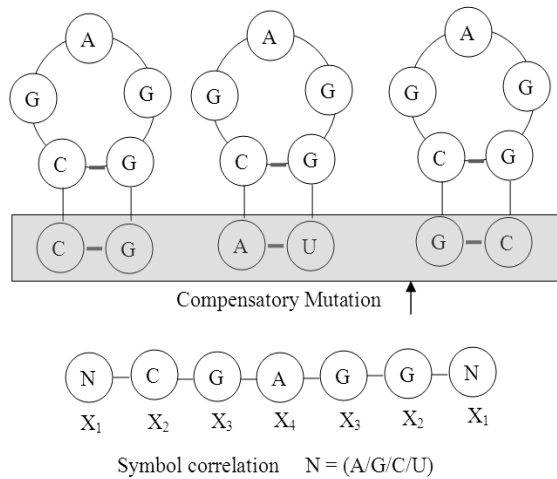 A A A
G G G G G G
C G C G C G
C G A U G C
Compensatory Mutation
N C G A G G N
X₁ X₂ X₃ X₄ X₃ X₂ X₁
Symbol correlation N = (A/G/C/U)